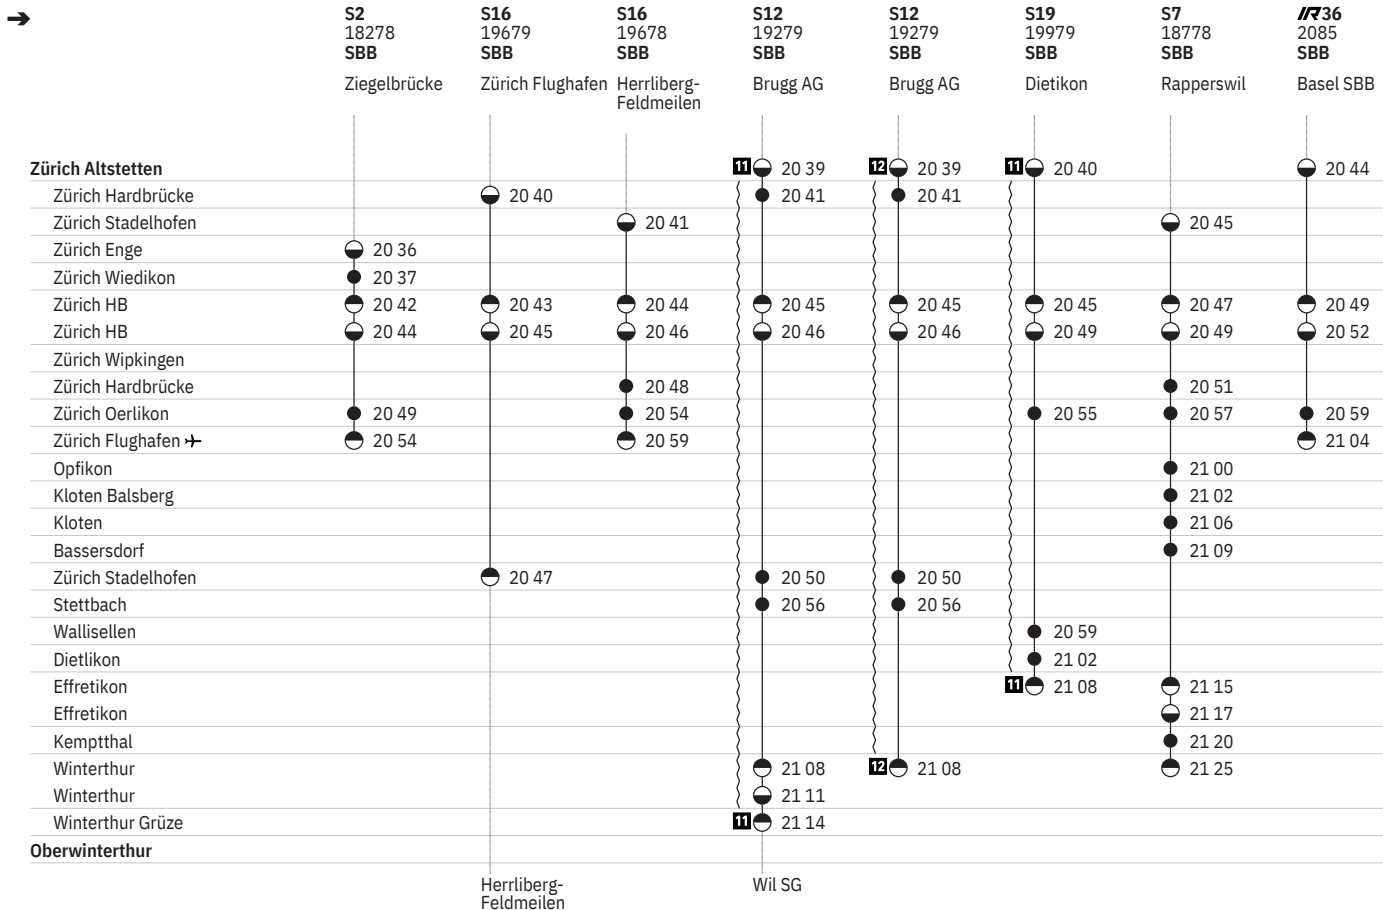 ➔ S2 S16 S16 S12 S12 S19 S7 IR36
18278 19679 19678 19279 19279 19979 18778 2085
SBB SBB SBB SBB SBB SBB SBB SBB
Ziegelbrücke Zürich Flughafen Herrliberg- Brugg AG Brugg AG Dietikon Rapperswil Basel SBB
Feldmeilen
Zürich Altstetten 11 20 39 12 20 39 11 20 40 20 44
Zürich Hardbrücke 20 40 20 41 20 41
Zürich Stadelhofen 20 41 20 45
Zürich Enge 20 36
Zürich Wiedikon 20 37
Zürich HB 20 42 20 43 20 44 20 45 20 45 20 45 20 47 20 49
Zürich HB 20 44 20 45 20 46 20 46 20 46 20 49 20 49 20 52
Zürich Wipkingen
Zürich Hardbrücke 20 48 20 51
Zürich Oerlikon 20 49 20 54 20 55 20 57 20 59
Zürich Flughafen 20 54 20 59 21 04
Opfikon 21 00
Kloten Balsberg 21 02
Kloten 21 06
Bassersdorf 21 09
Zürich Stadelhofen 20 47 20 50 20 50
Stettbach 20 56 20 56
Wallisellen 20 59
Dietlikon 21 02
Effretikon 11 21 08 21 15
Effretikon 21 17
Kemptthal 21 20
Winterthur 21 08 12 21 08 21 25
Winterthur 21 11
Winterthur Grüze 11 21 14
Oberwinterthur
Herrliberg- Wil SG
Feldmeilen